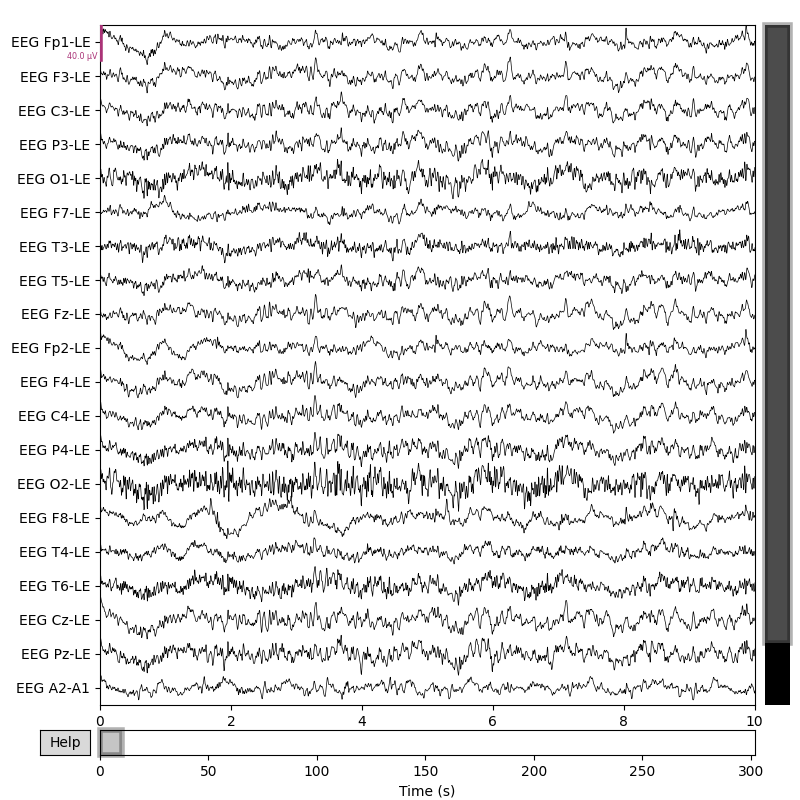 EEG Fp1-LE
40.0 µV
EEG F3-LE
EEG C3-LE
EEG P3-LE
EEG O1-LE
EEG F7-LE
EEG T3-LE
EEG T5-LE
EEG Fz-LE
EEG Fp2-LE
EEG F4-LE
EEG C4-LE
EEG P4-LE
EEG O2-LE
EEG F8-LE
EEG T4-LE
EEG T6-LE
EEG Cz-LE
EEG Pz-LE
EEG A2-A1
0 2 4 6 8 10
Help
0 50 100 150 200 250 300
Time (s)